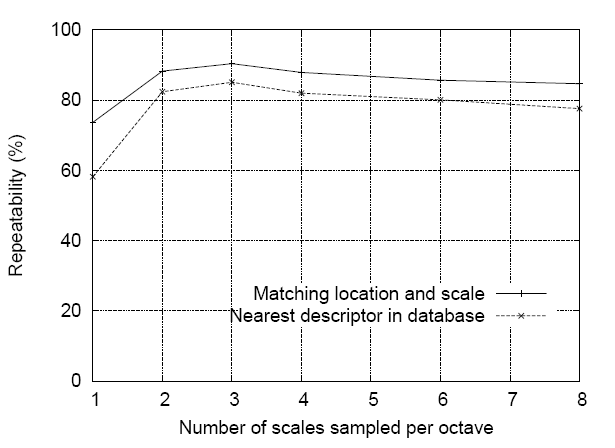 100
80
60
40
20
0
Repeatability (%)
Matching location and scale
Nearest descriptor in database
1 2 3 4 5 6 7 8
Number of scales sampled per octave